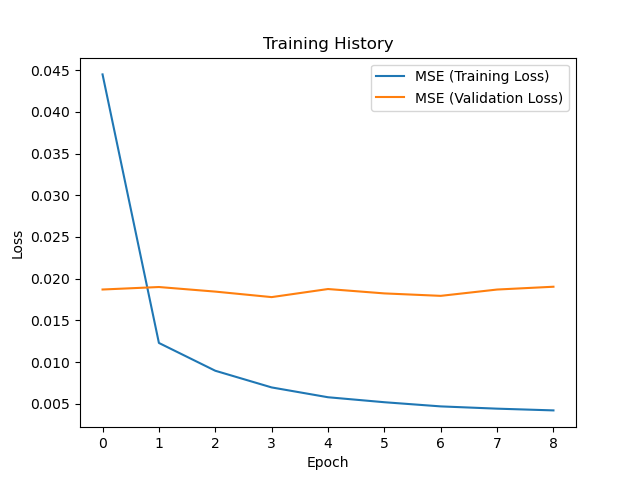 Training History
MSE (Training Loss)
MSE (Validation Loss)
0.045
0.040
0.035
0.030
0.025
0.020
0.015
0.010
0.005
Loss
0 1 2 3 4 5 6 7 8
Epoch